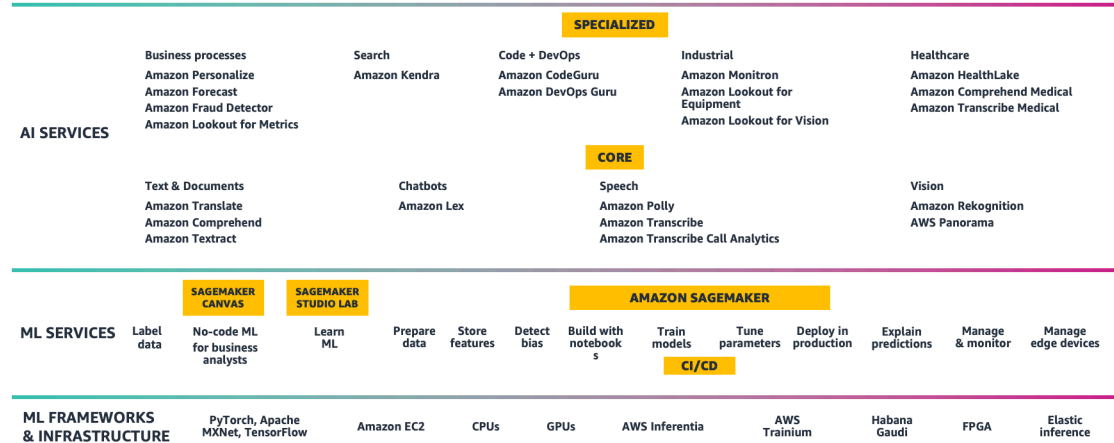 SPECIALIZED
Business processes
Amazon Personalize
Amazon Forecast
Amazon Fraud Detector
Amazon Lookout for Metrics
Search
Amazon Kendra
Code + DevOps
Amazon CodeGuru
Amazon DevOps Guru
Industrial
Amazon Monitron
Amazon Lookout for
Equipment
Amazon Lookout for Vision
Healthcare
Amazon HealthLake
Amazon Comprehend Medical
Amazon Transcribe Medical
AI SERVICES
CORE
Text & Documents
Amazon Translate
Amazon Comprehend
Amazon Textract
Chatbots
Amazon Lex
Speech
Amazon Polly
Amazon Transcribe
Amazon Transcribe Call Analytics
Vision
Amazon Rekognition
AWS Panorama
ML SERVICES
Label
data
SAGEMAKER
CANVAS
No-code ML
for business
analysts
SAGEMAKER
STUDIO LAB
Learn
ML
AMAZON SAGEMAKER
Prepare
data
Store
features
Detect
bias
Build with
notebook
s
Train
models
Tune
parameters
Deploy in
production
Explain
predictions
Manage
& monitor
Manage
edge devices
CI/CD
ML FRAMEWORKS
& INFRASTRUCTURE
PyTorch, Apache
MXNet, TensorFlow
Amazon EC2
CPUs
GPUs
AWS Inferentia
AWS
Trainium
Habana
Gaudi
FPGA
Elastic
inference